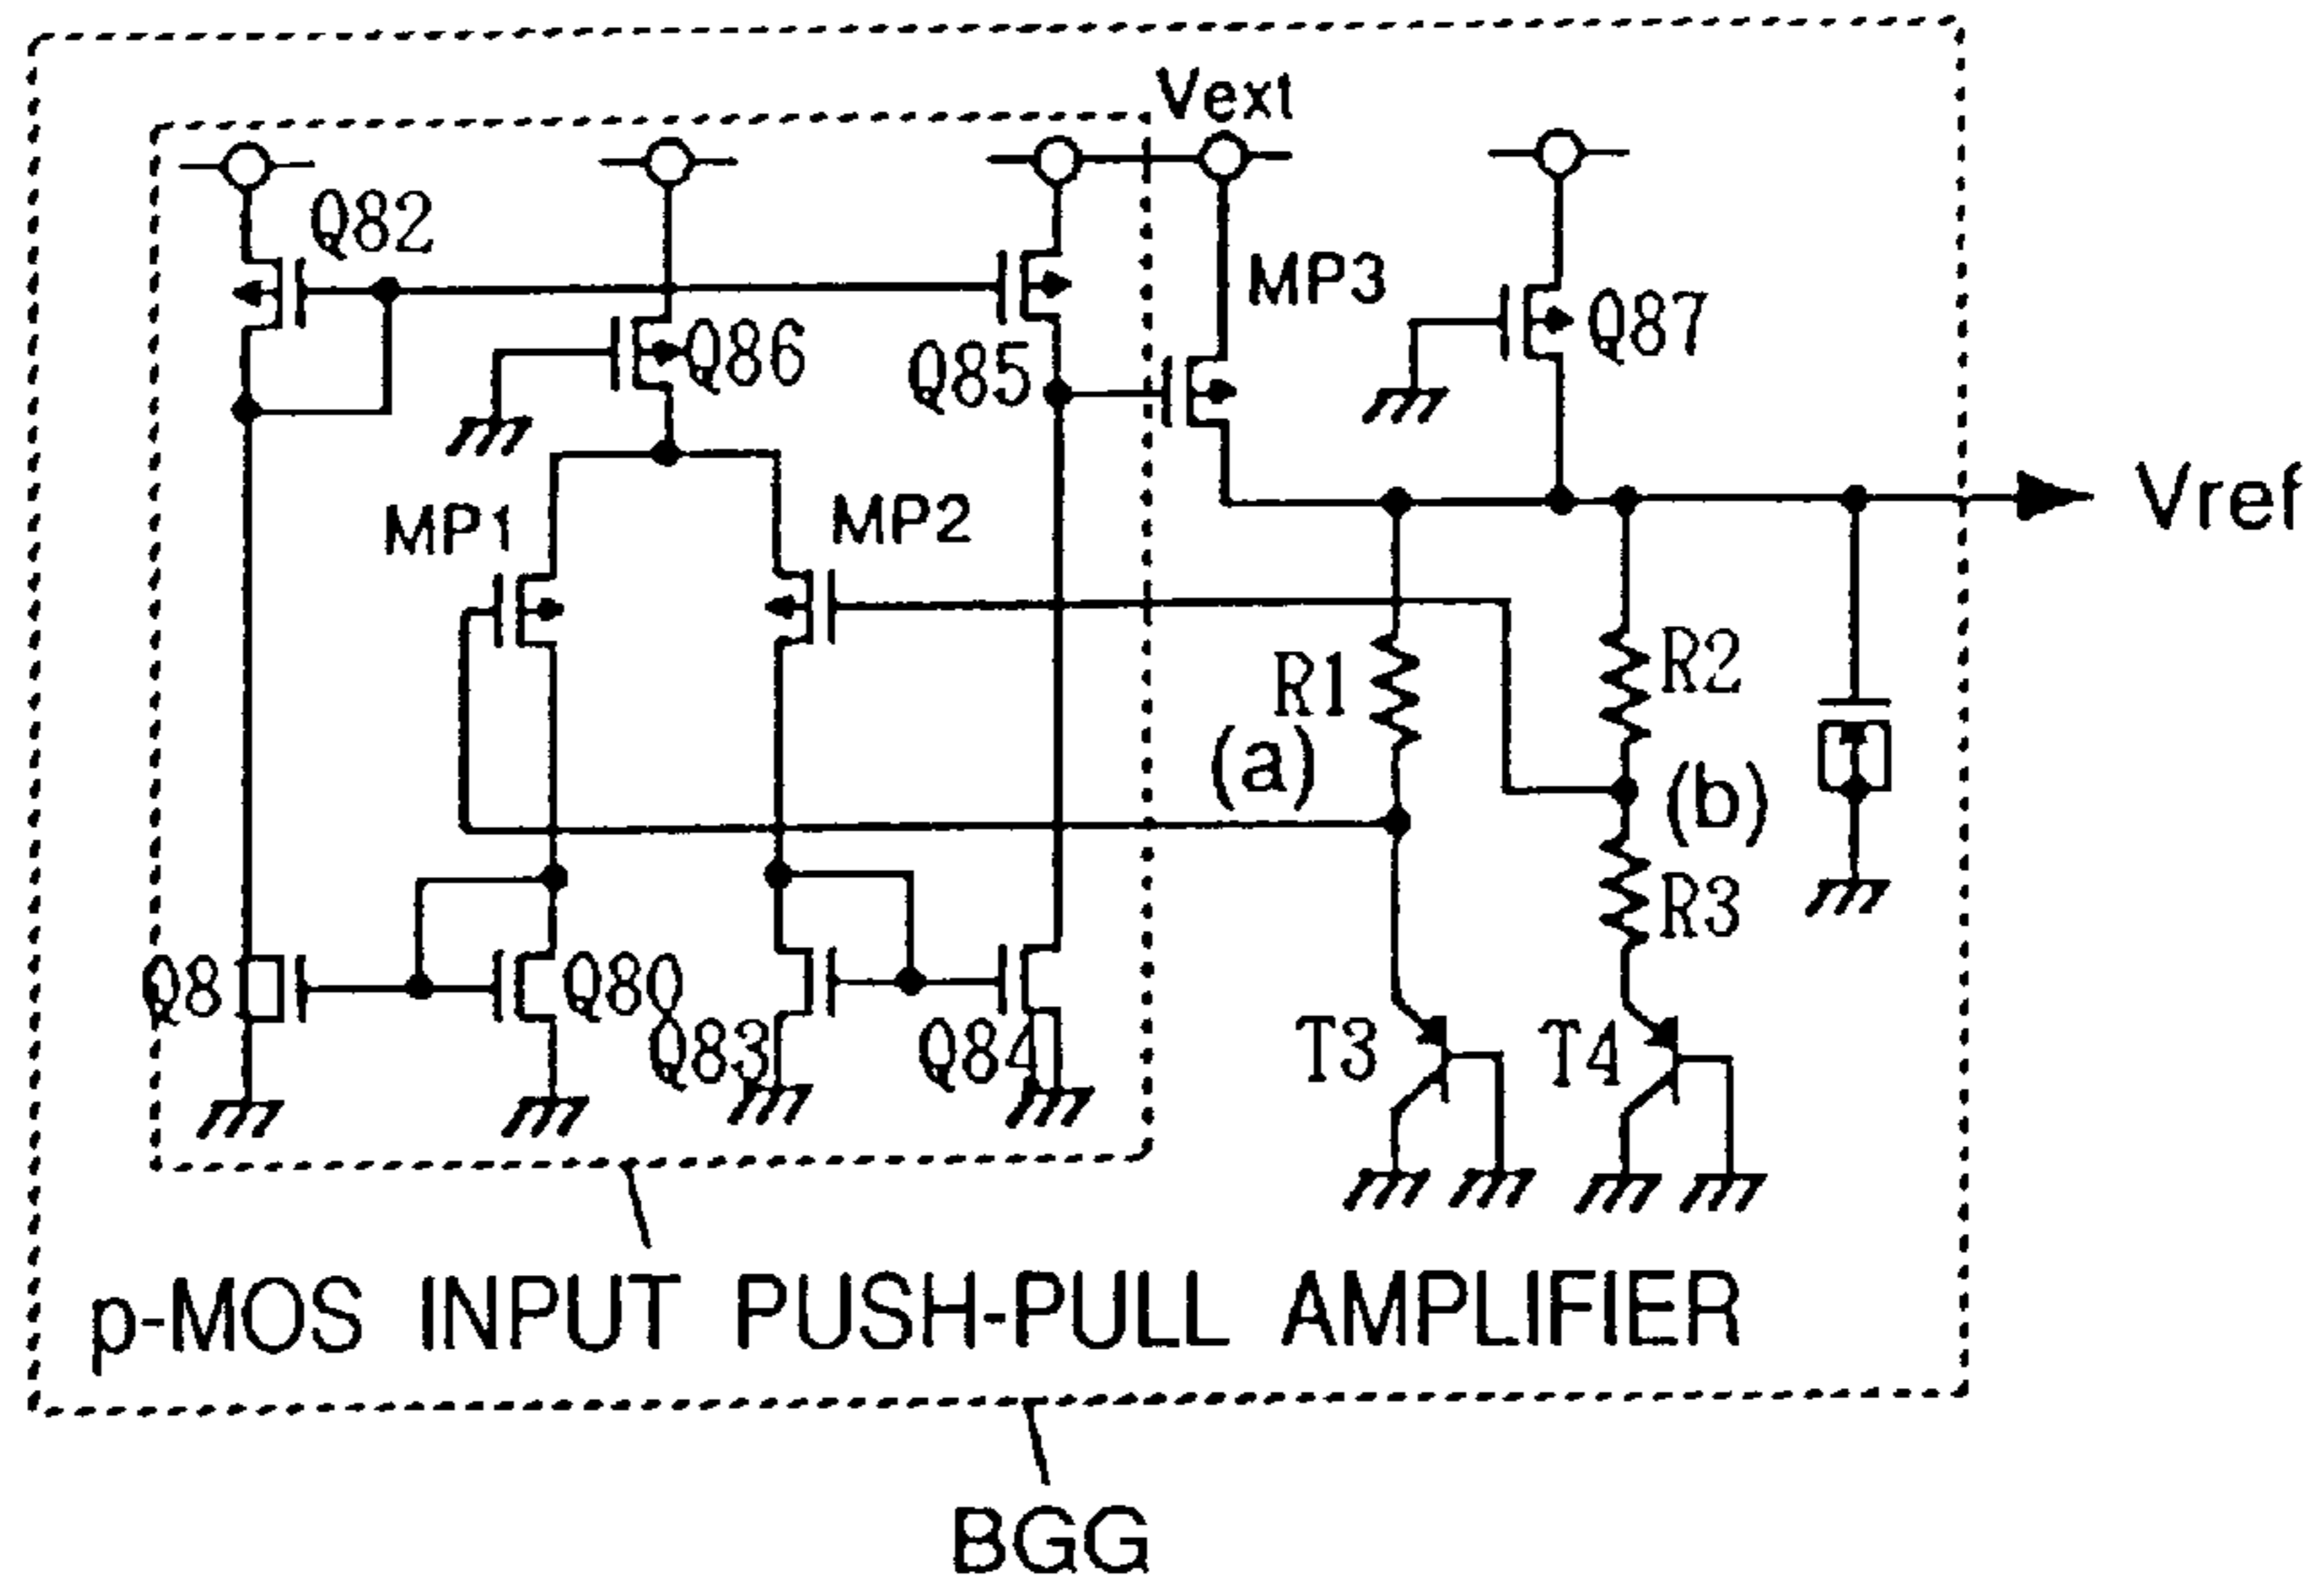 Vext
Q82
MP3
Q86
Q85
Q87
MP1
MP2
Vref
R1
R2
(a)
(b)
R3
Q8
Q80
Q83
Q84
T3
T4
p-MOS INPUT PUSH-PULL AMPLIFIER
BGG